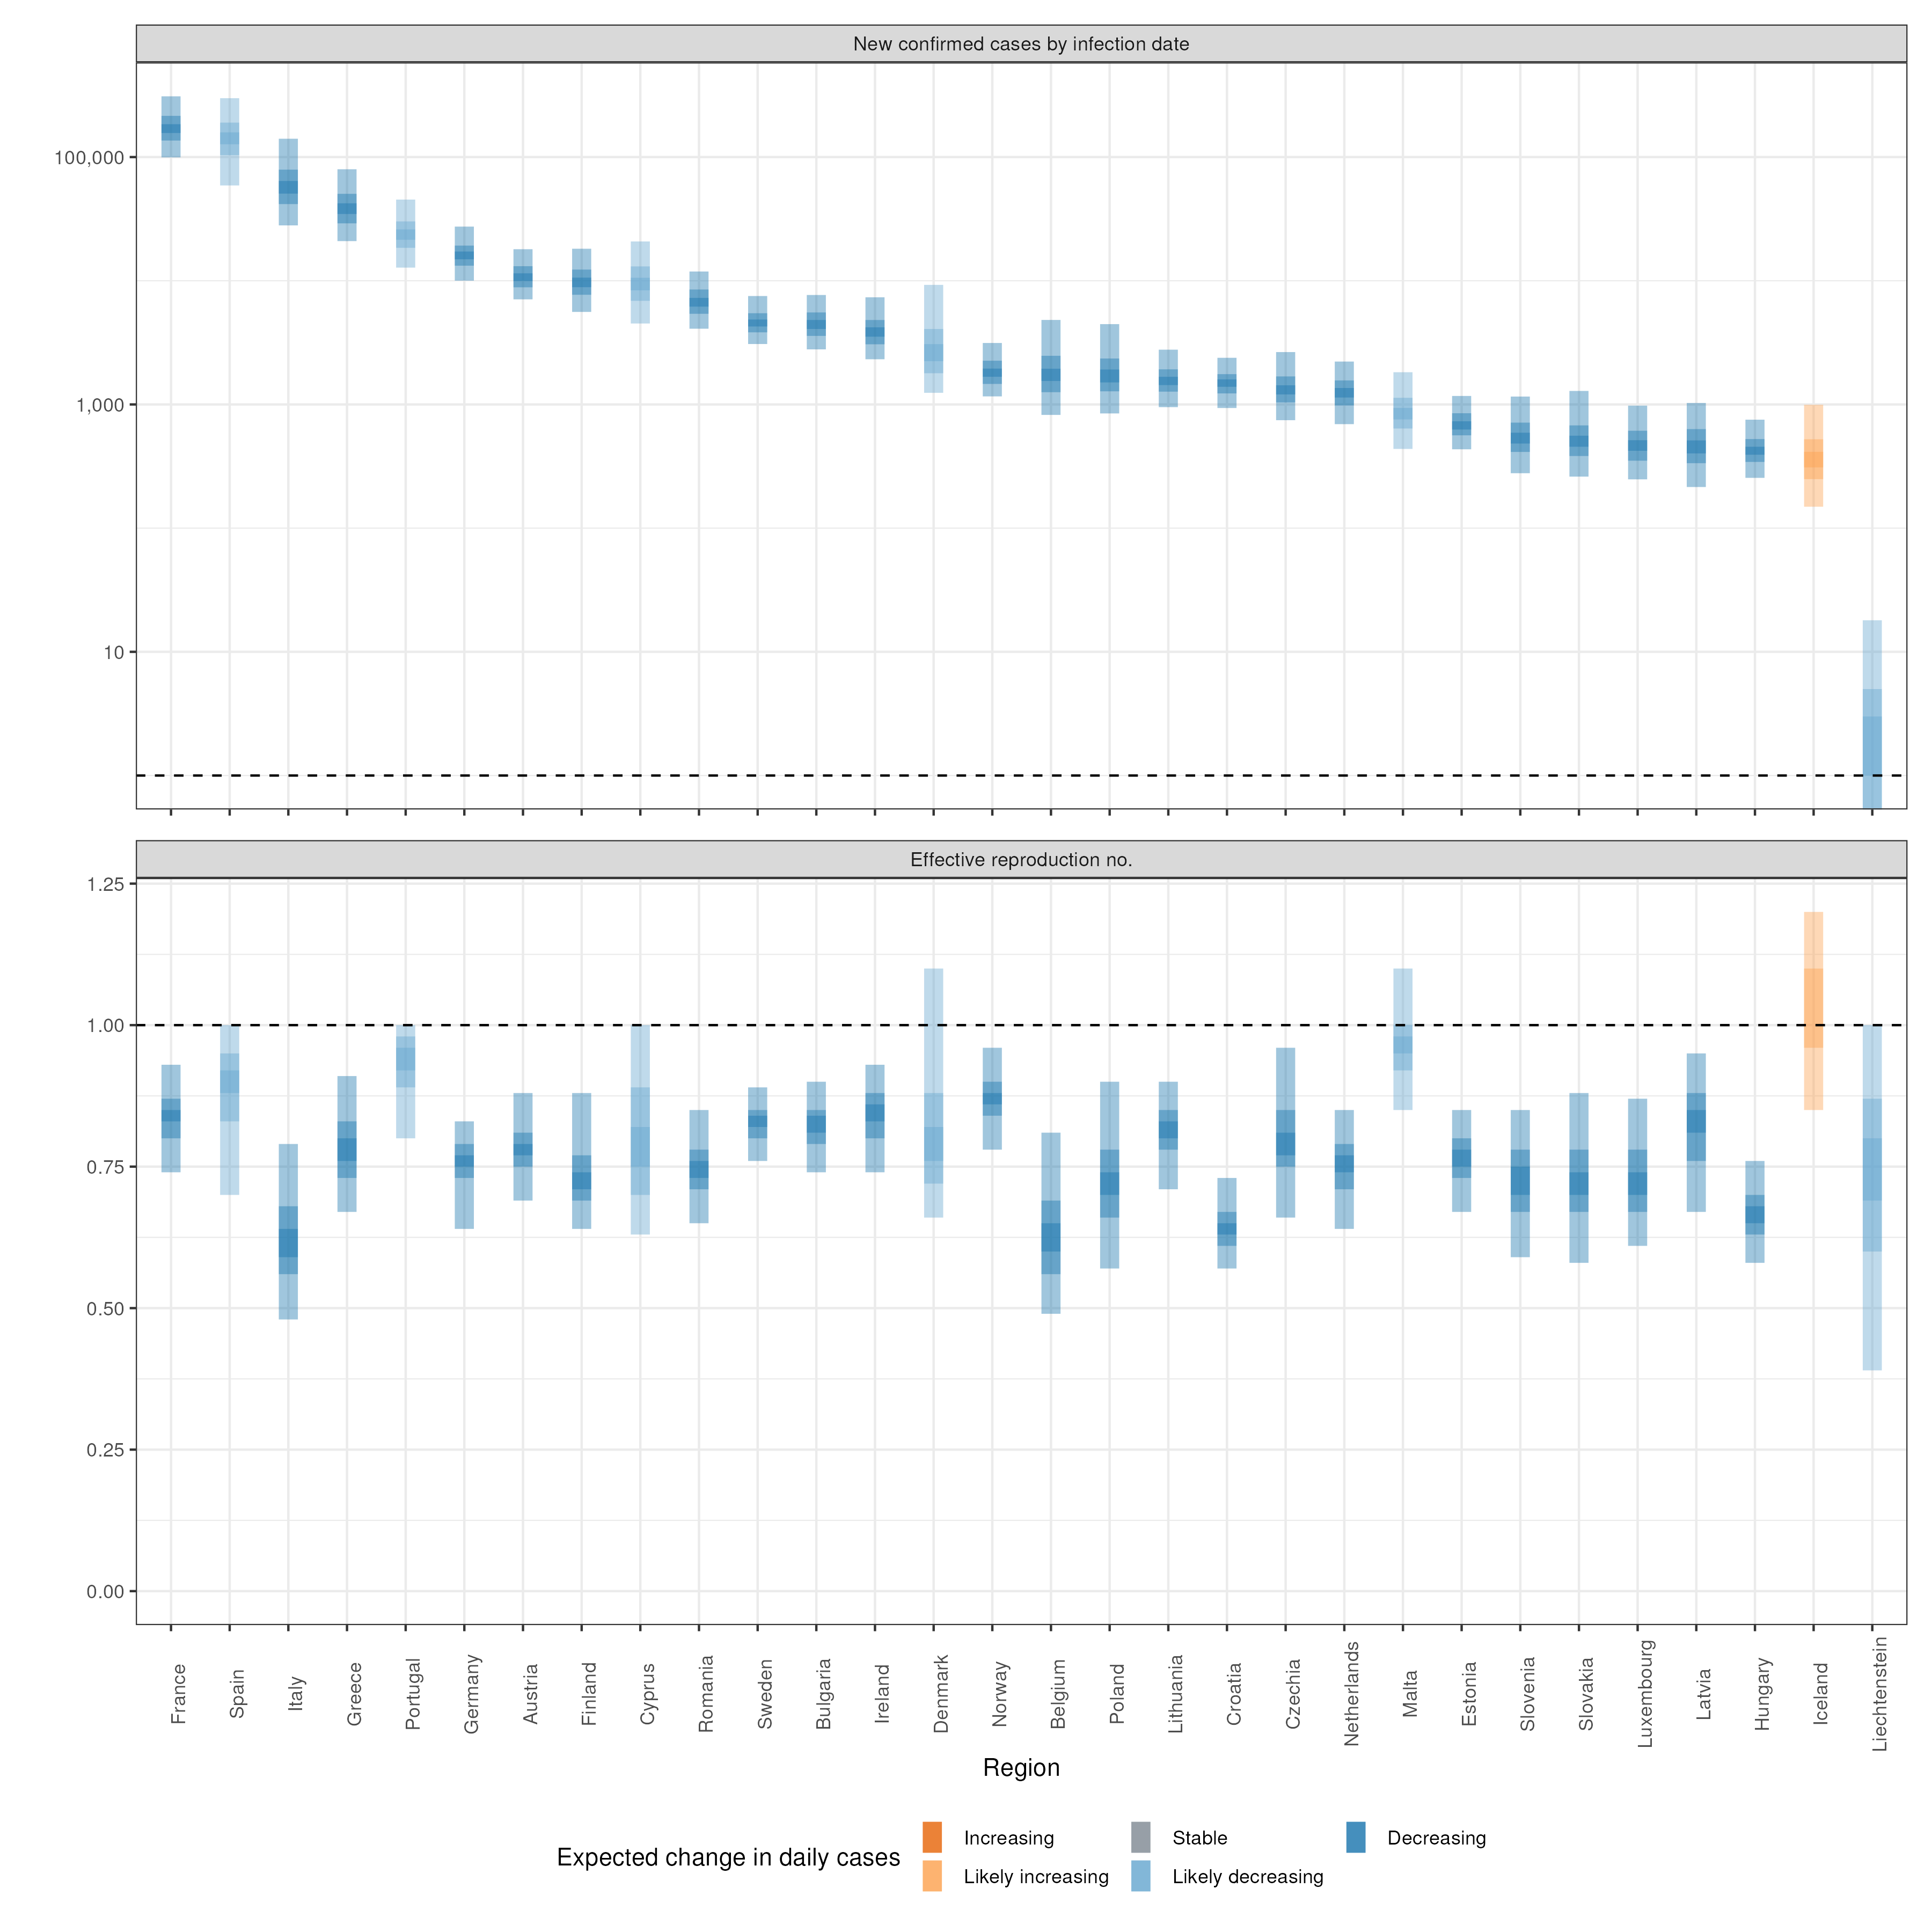 New confirmed cases by infection date
100,000
1,000
10
Effective reproduction no.
1.25
1.00
0.75
0.50
0.25
0.00
France
Spain
Italy
Greece
Portugal
Germany
Austria
Finland
Cyprus
Romania
Sweden
Bulgaria
Ireland
Denmark
Norway
Belgium
Poland
Lithuania
Croatia
Czechia
Netherlands
Malta
Estonia
Slovenia
Slovakia
Luxembourg
Latvia
Hungary
Iceland
Liechtenstein
Region
Expected change in daily cases
Increasing
Stable
Decreasing
Likely increasing
Likely decreasing